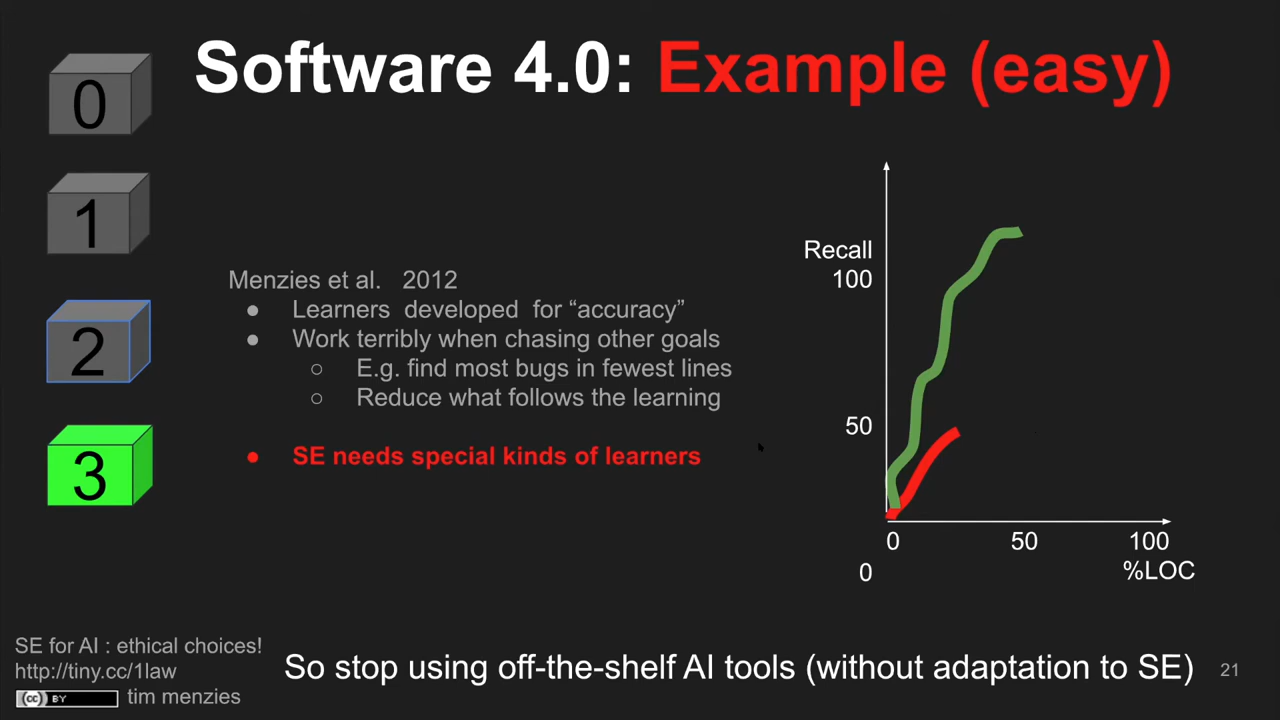 Software 4.0: Example (easy)
0
1
2
3
Menzies et al. 2012
● Learners developed for “accuracy”
● Work terribly when chasing other goals
○ E.g. find most bugs in fewest lines
○ Reduce what follows the learning
● SE needs special kinds of learners
Recall
100
50
0
0 50 100
%LOC
SE for AI : ethical choices!
http://tiny.cc/1law
cc BY tim menzies
So stop using off-the-shelf AI tools (without adaptation to SE)
21